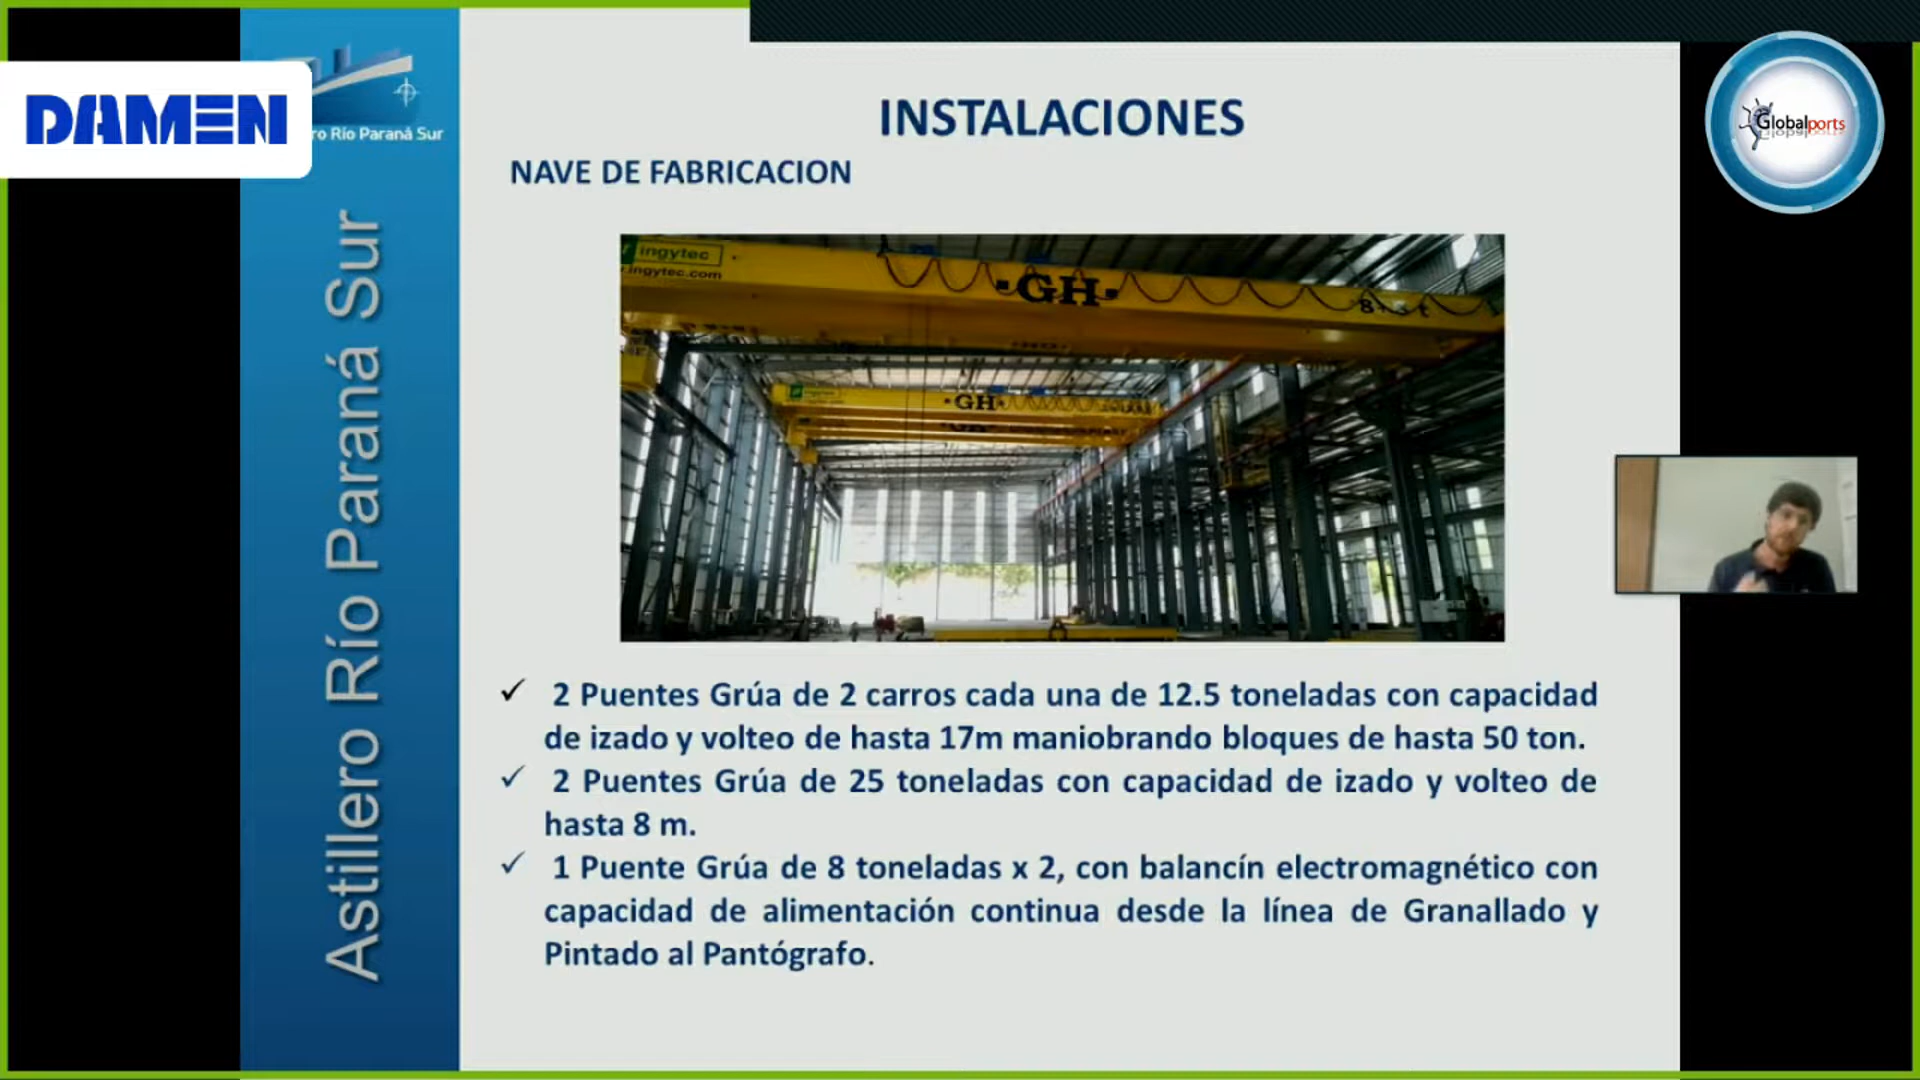 DAMEN
ro Río Paraná Sur
Astillero Río Paraná Sur
INSTALACIONES
Globalports
NAVE DE FABRICACION
ingytec
.ingytec.com
·GH·
·GH·
✓ 2 Puentes Grúa de 2 carros cada una de 12.5 toneladas con capacidad
de izado y volteo de hasta 17m maniobrando bloques de hasta 50 ton.
✓ 2 Puentes Grúa de 25 toneladas con capacidad de izado y volteo de
hasta 8 m.
✓ 1 Puente Grúa de 8 toneladas x 2, con balancín electromagnético con
capacidad de alimentación continua desde la línea de Granallado y
Pintado al Pantógrafo.